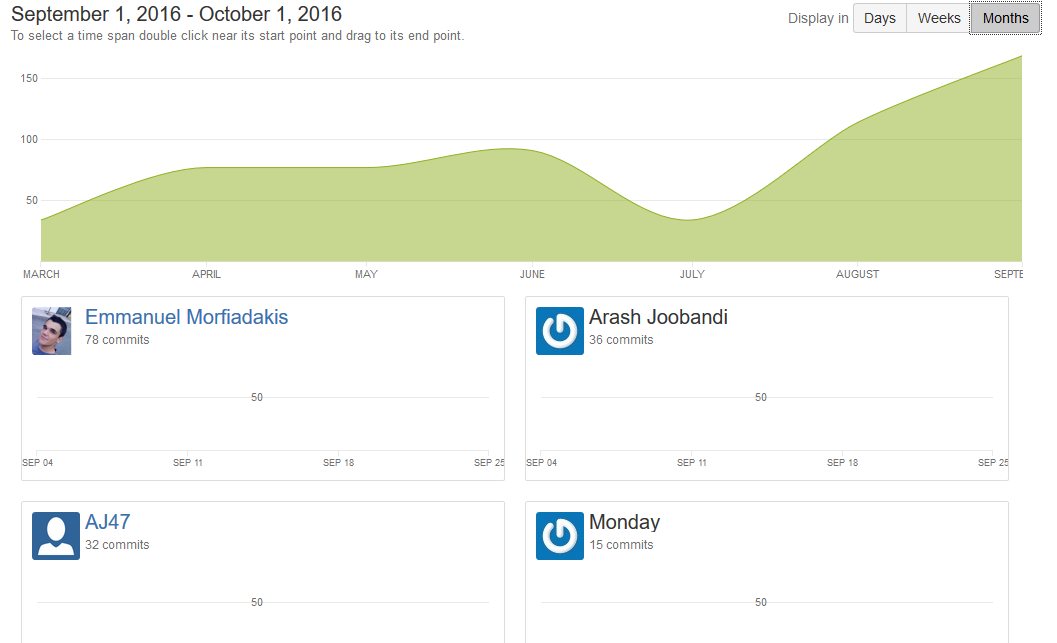 September 1, 2016 - October 1, 2016
Display in Days Weeks Months
To select a time span double click near its start point and drag to its end point.
150
100
50
MARCH APRIL MAY JUNE JULY AUGUST SEPTE
Emmanuel Morfiadakis
78 commits
50
SEP 04 SEP 11 SEP 18 SEP 25
Arash Joobandi
36 commits
50
SEP 04 SEP 11 SEP 18 SEP 25
AJ47
32 commits
50
Monday
15 commits
50